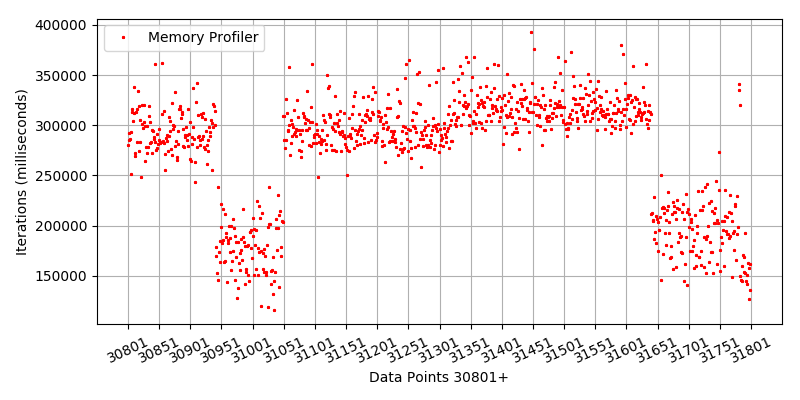 400000
Memory Profiler
350000
300000
250000
200000
150000
Iterations (milliseconds)
30801 30851 30901 30951 31001 31051 31101 31151 31201 31251 31301 31351 31401 31451 31501 31551 31601 31651 31701 31751 31801
Data Points 30801+